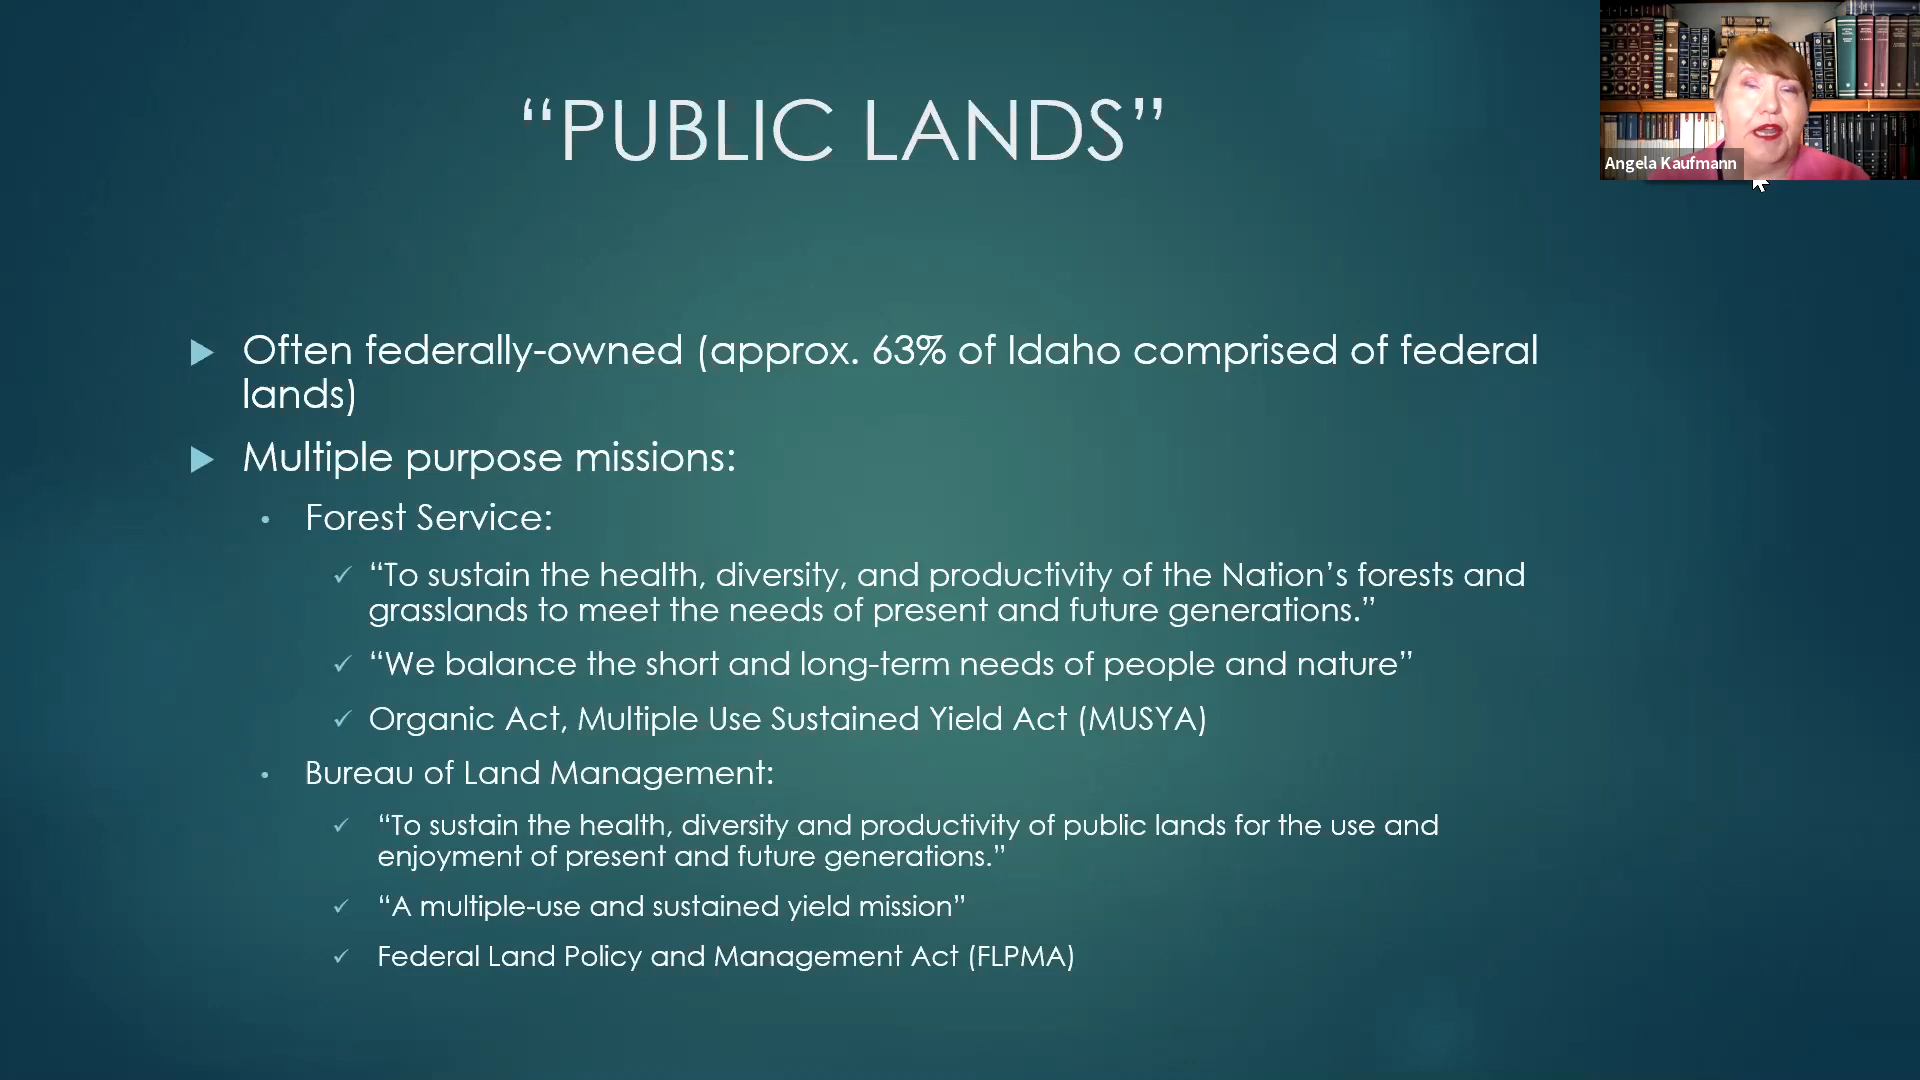 “PUBLIC LANDS”
Angela Kaufmann
Often federally-owned (approx. 63% of Idaho comprised of federal
lands)
Multiple purpose missions:
Forest Service:
“To sustain the health, diversity, and productivity of the Nation’s forests and
grasslands to meet the needs of present and future generations.”
“We balance the short and long-term needs of people and nature”
Organic Act, Multiple Use Sustained Yield Act (MUSYA)
Bureau of Land Management:
“To sustain the health, diversity and productivity of public lands for the use and
enjoyment of present and future generations.”
“A multiple-use and sustained yield mission”
Federal Land Policy and Management Act (FLPMA)